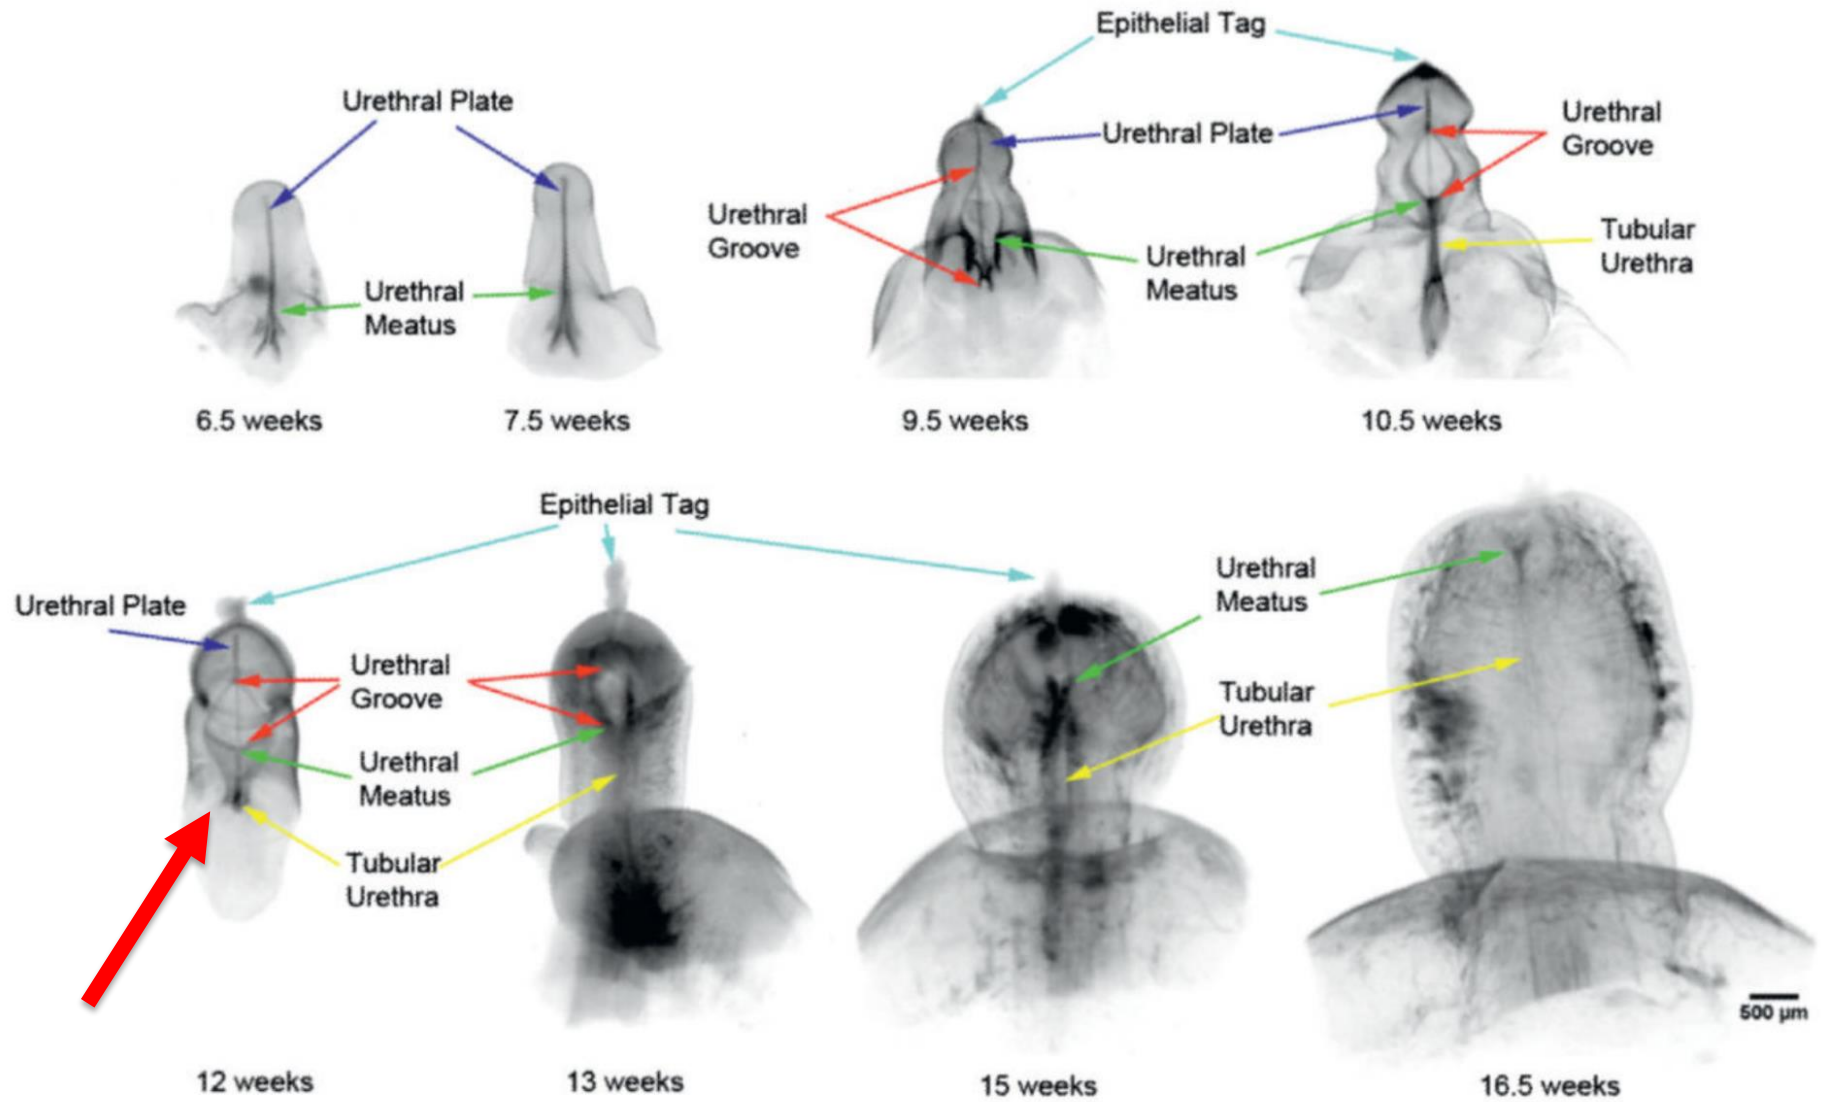 Epithelial Tag
Urethral Plate
Urethral Plate
Urethral
Groove
Urethral
Groove
Tubular
Urethra
Urethral
Meatus
Urethral
Meatus
6.5 weeks
7.5 weeks
9.5 weeks
10.5 weeks
Epithelial Tag
Urethral Plate
Urethral
Groove
Urethral
Meatus
Tubular
Urethra
Urethral
Meatus
Tubular
Urethra
500 µm
12 weeks
13 weeks
15 weeks
16.5 weeks